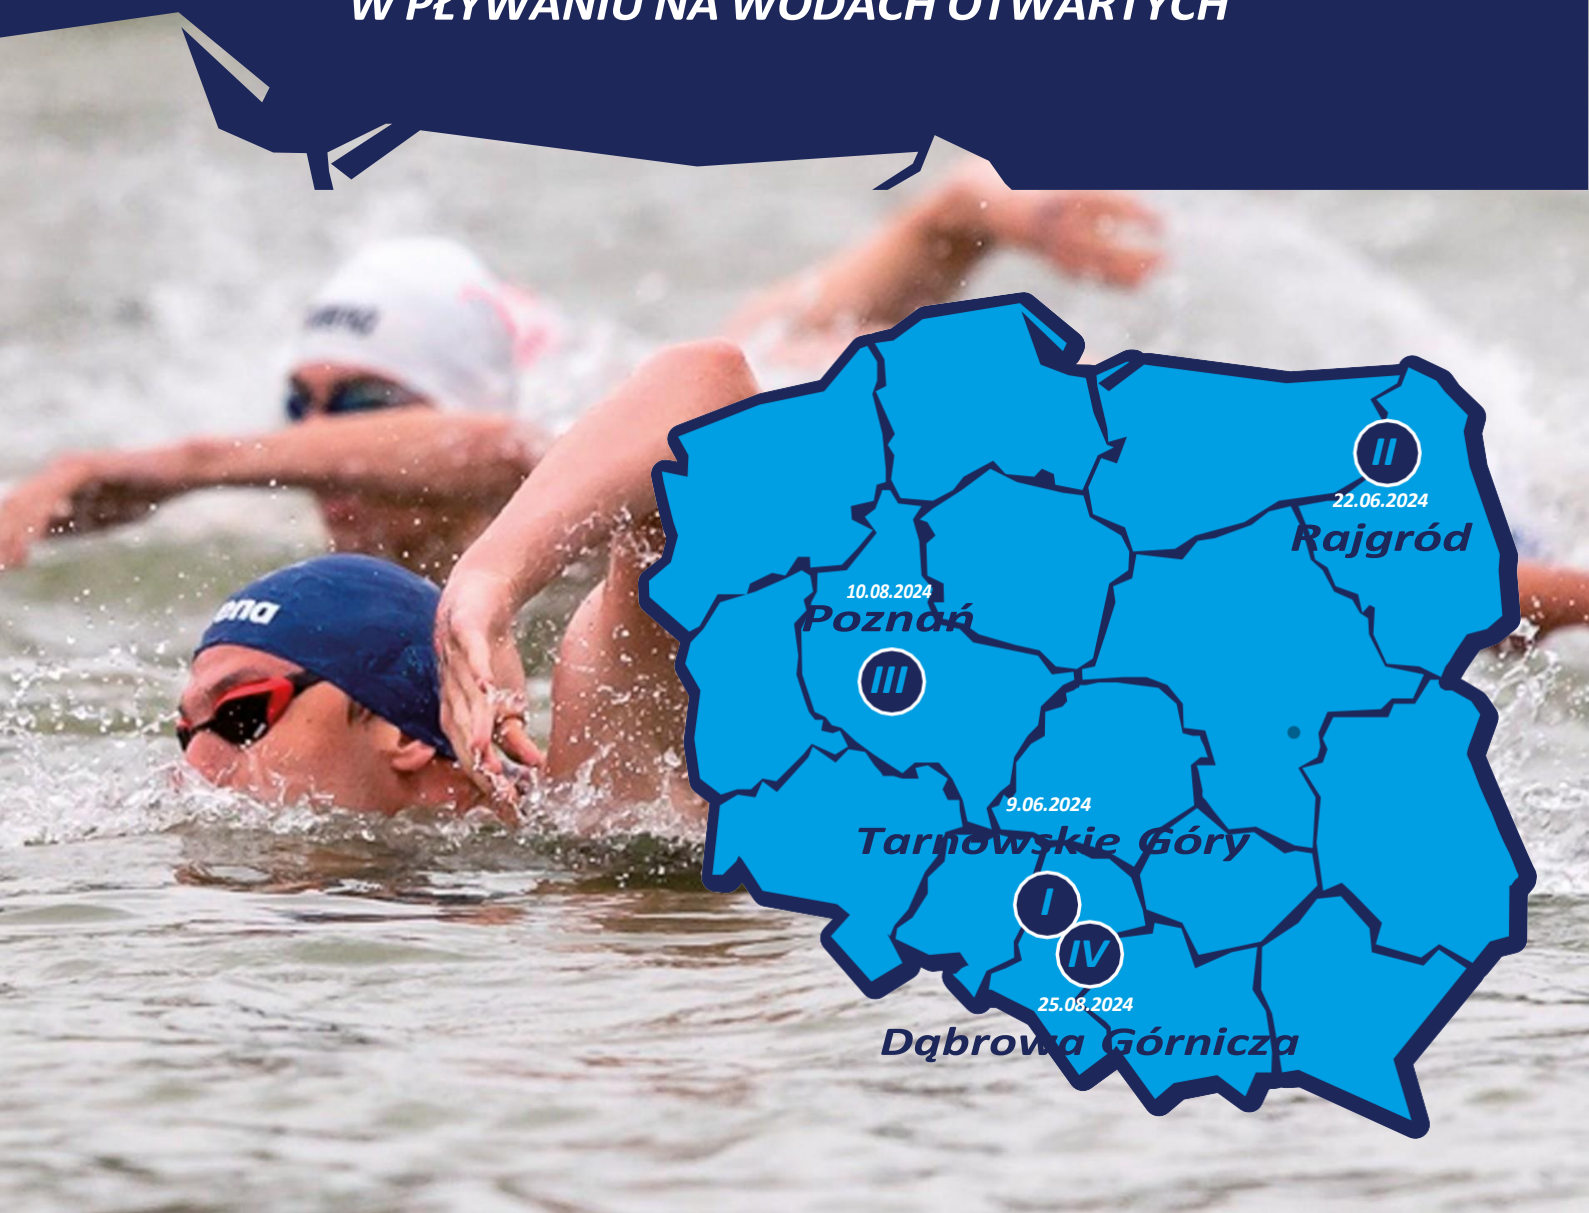 W PŁYWANIU NA WODACH OTWARTYCH
II
22.06.2024
Rajgród
10.08.2024
Poznań
III
9.06.2024
Tarnowskie Góry
I
IV
25.08.2024
Dąbrowa Górnicza
ena